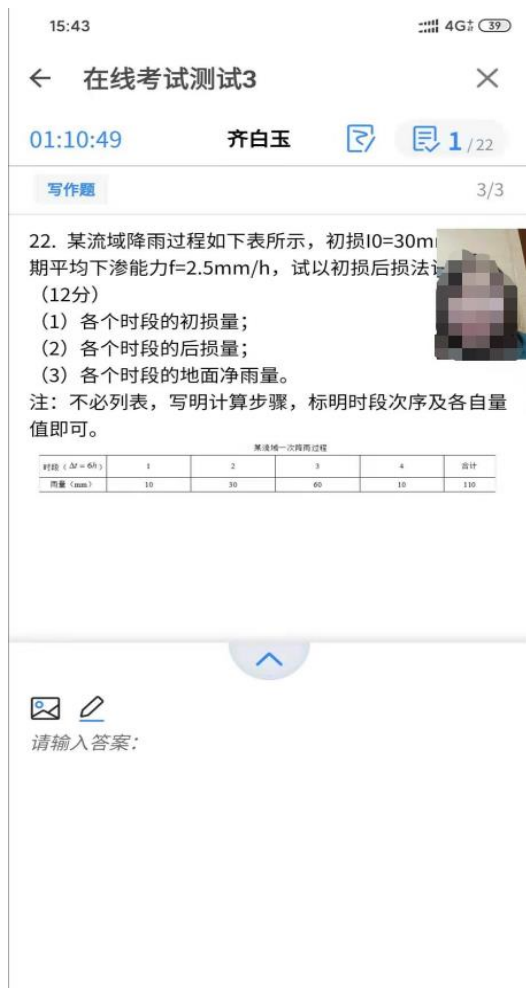 15:43
4G 39
在线考试测试3
01:10:49 齐白玉 1 /22
写作题 3/3
22. 某流域降雨过程如下表所示，初损I0=30m
期平均下渗能力f=2.5mm/h，试以初损后损法
（12分）
（1）各个时段的初损量；
（2）各个时段的后损量；
（3）各个时段的地面净雨量。
注：不必列表，写明计算步骤，标明时段次序及各自量
值即可。
某流域一次降雨过程
时段（Δt = 6h） 1 2 3 4 合计
雨量（mm） 10 30 60 10 110
请输入答案：